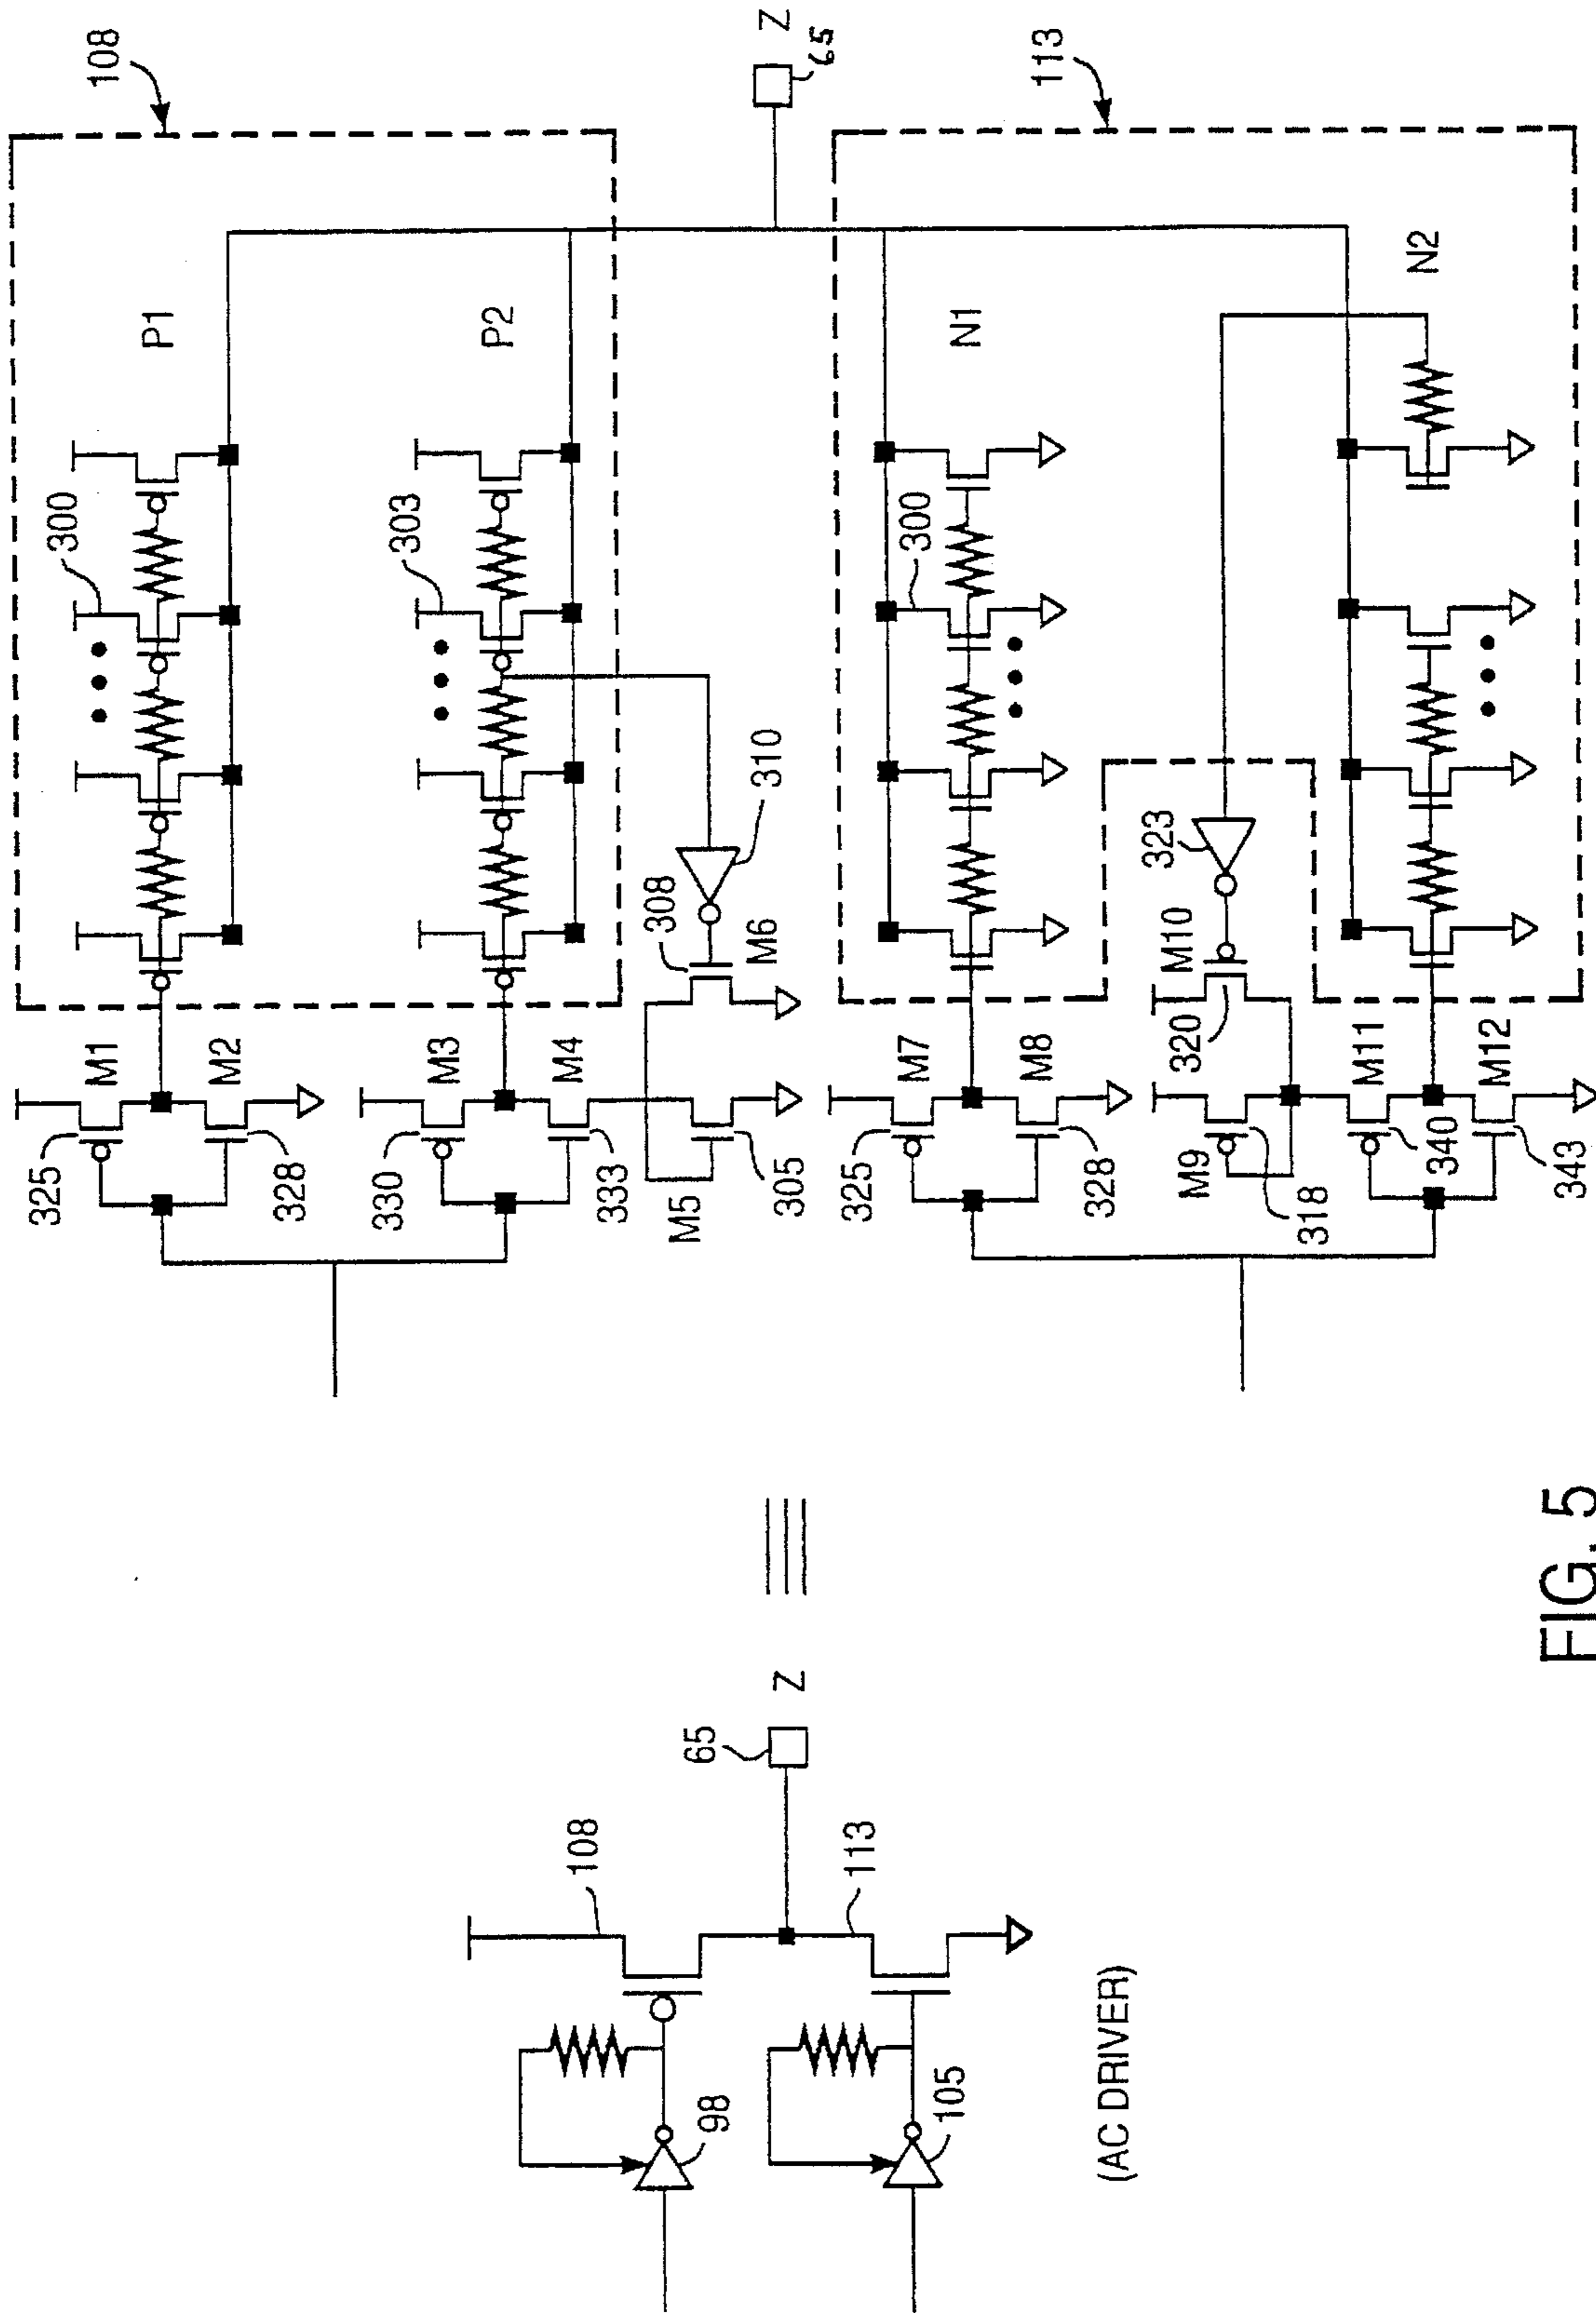 98
105
108
113
65
Z
(AC DRIVER)
325
M1
M2
328
300
P1
108
330
M3
M4
333
M5
305
303
P2
308
M6
310
Z
65
325
M7
M8
328
300
N1
113
M9
318
M10
320
323
M11
340
M12
343
N2
FIG. 5